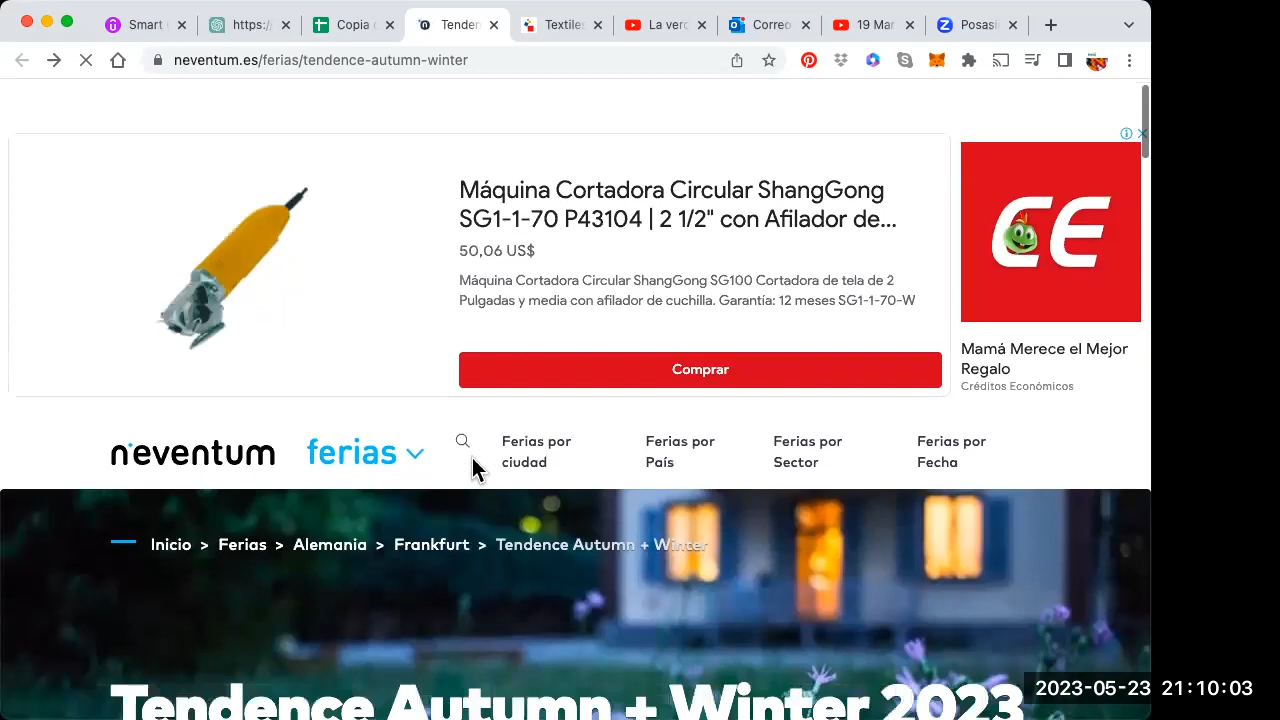 Smart
https:/
Copia c
Tenden
Textiles
La verc
Correo
19 Mar
Posasi
neventum.es/ferias/tendence-autumn-winter
Máquina Cortadora Circular ShangGong
SG1-1-70 P43104 | 2 1/2" con Afilador de...
50,06 US$
Máquina Cortadora Circular ShangGong SG100 Cortadora de tela de 2
Pulgadas y media con afilador de cuchilla. Garantía: 12 meses SG1-1-70-W
Comprar
CE
Mamá Merece el Mejor
Regalo
Créditos Económicos
neventum
ferias
Ferias por
ciudad
Ferias por
País
Ferias por
Sector
Ferias por
Fecha
Inicio > Ferias > Alemania > Frankfurt > Tendence Autumn + Winter
Tendence Autumn + Winter 2023
2023-05-23 21:10:03